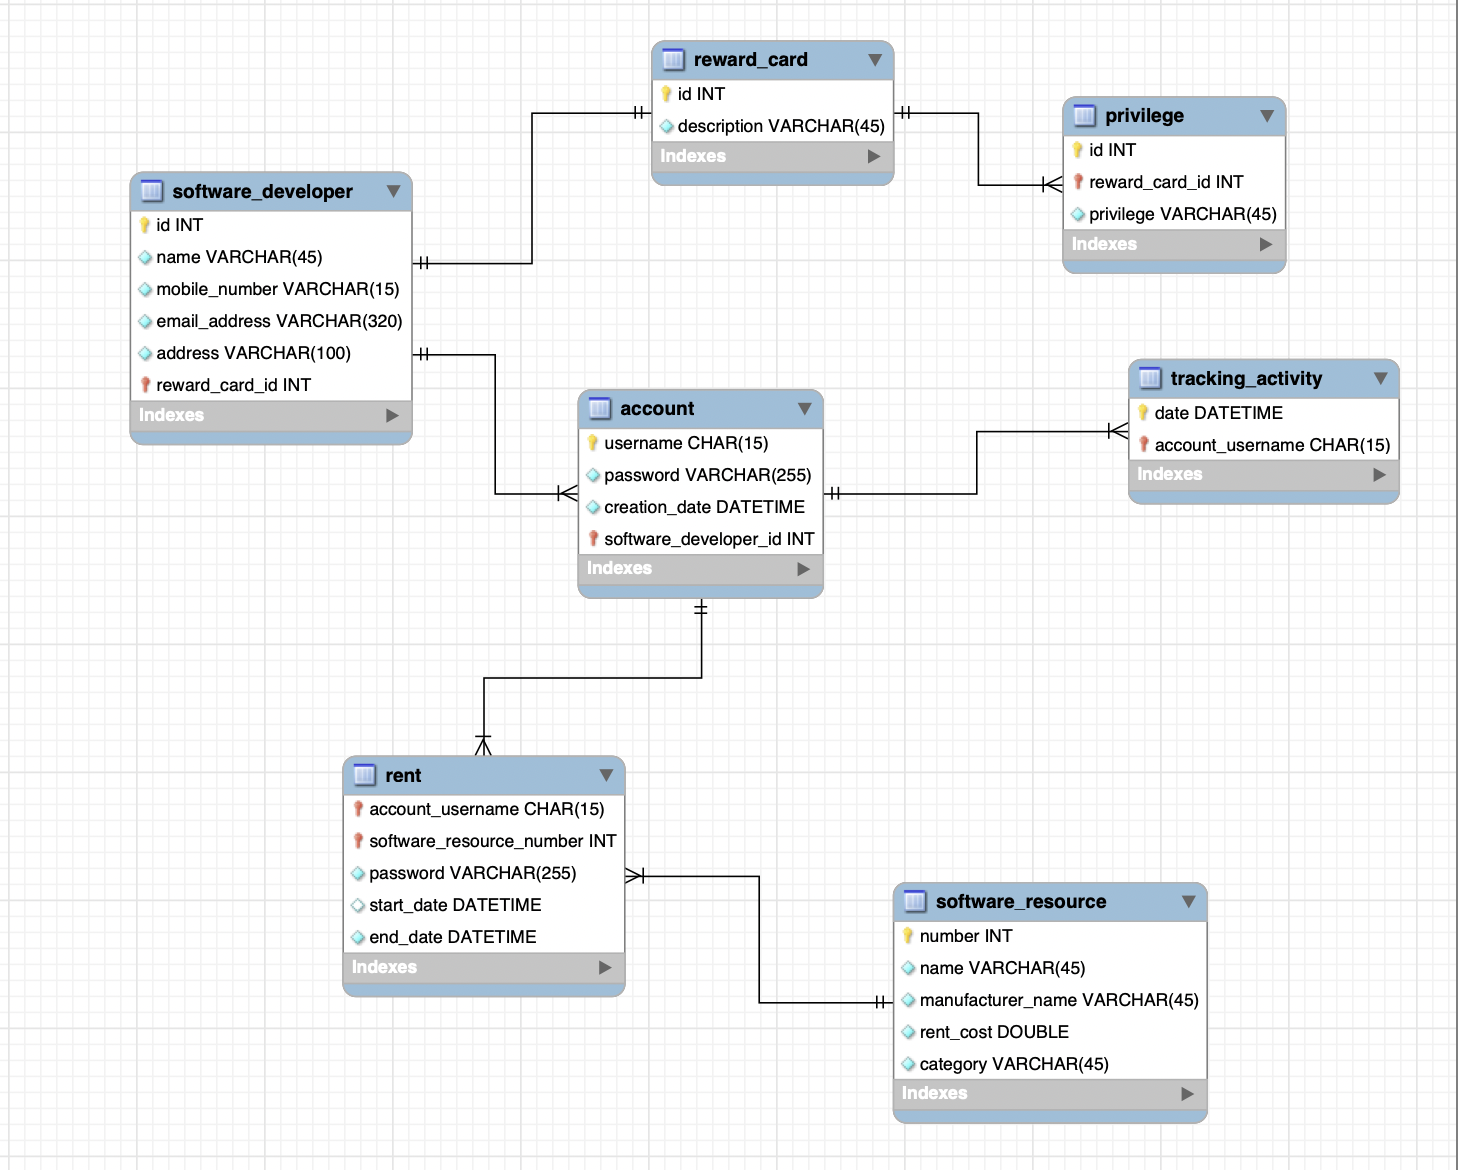 reward_card
id INT
description VARCHAR(45)
Indexes
privilege
id INT
reward_card_id INT
privilege VARCHAR(45)
Indexes
software_developer
id INT
name VARCHAR(45)
mobile_number VARCHAR(15)
email_address VARCHAR(320)
address VARCHAR(100)
reward_card_id INT
Indexes
account
username CHAR(15)
password VARCHAR(255)
creation_date DATETIME
software_developer_id INT
Indexes
tracking_activity
date DATETIME
account_username CHAR(15)
Indexes
rent
account_username CHAR(15)
software_resource_number INT
password VARCHAR(255)
start_date DATETIME
end_date DATETIME
Indexes
software_resource
number INT
name VARCHAR(45)
manufacturer_name VARCHAR(45)
rent_cost DOUBLE
category VARCHAR(45)
Indexes